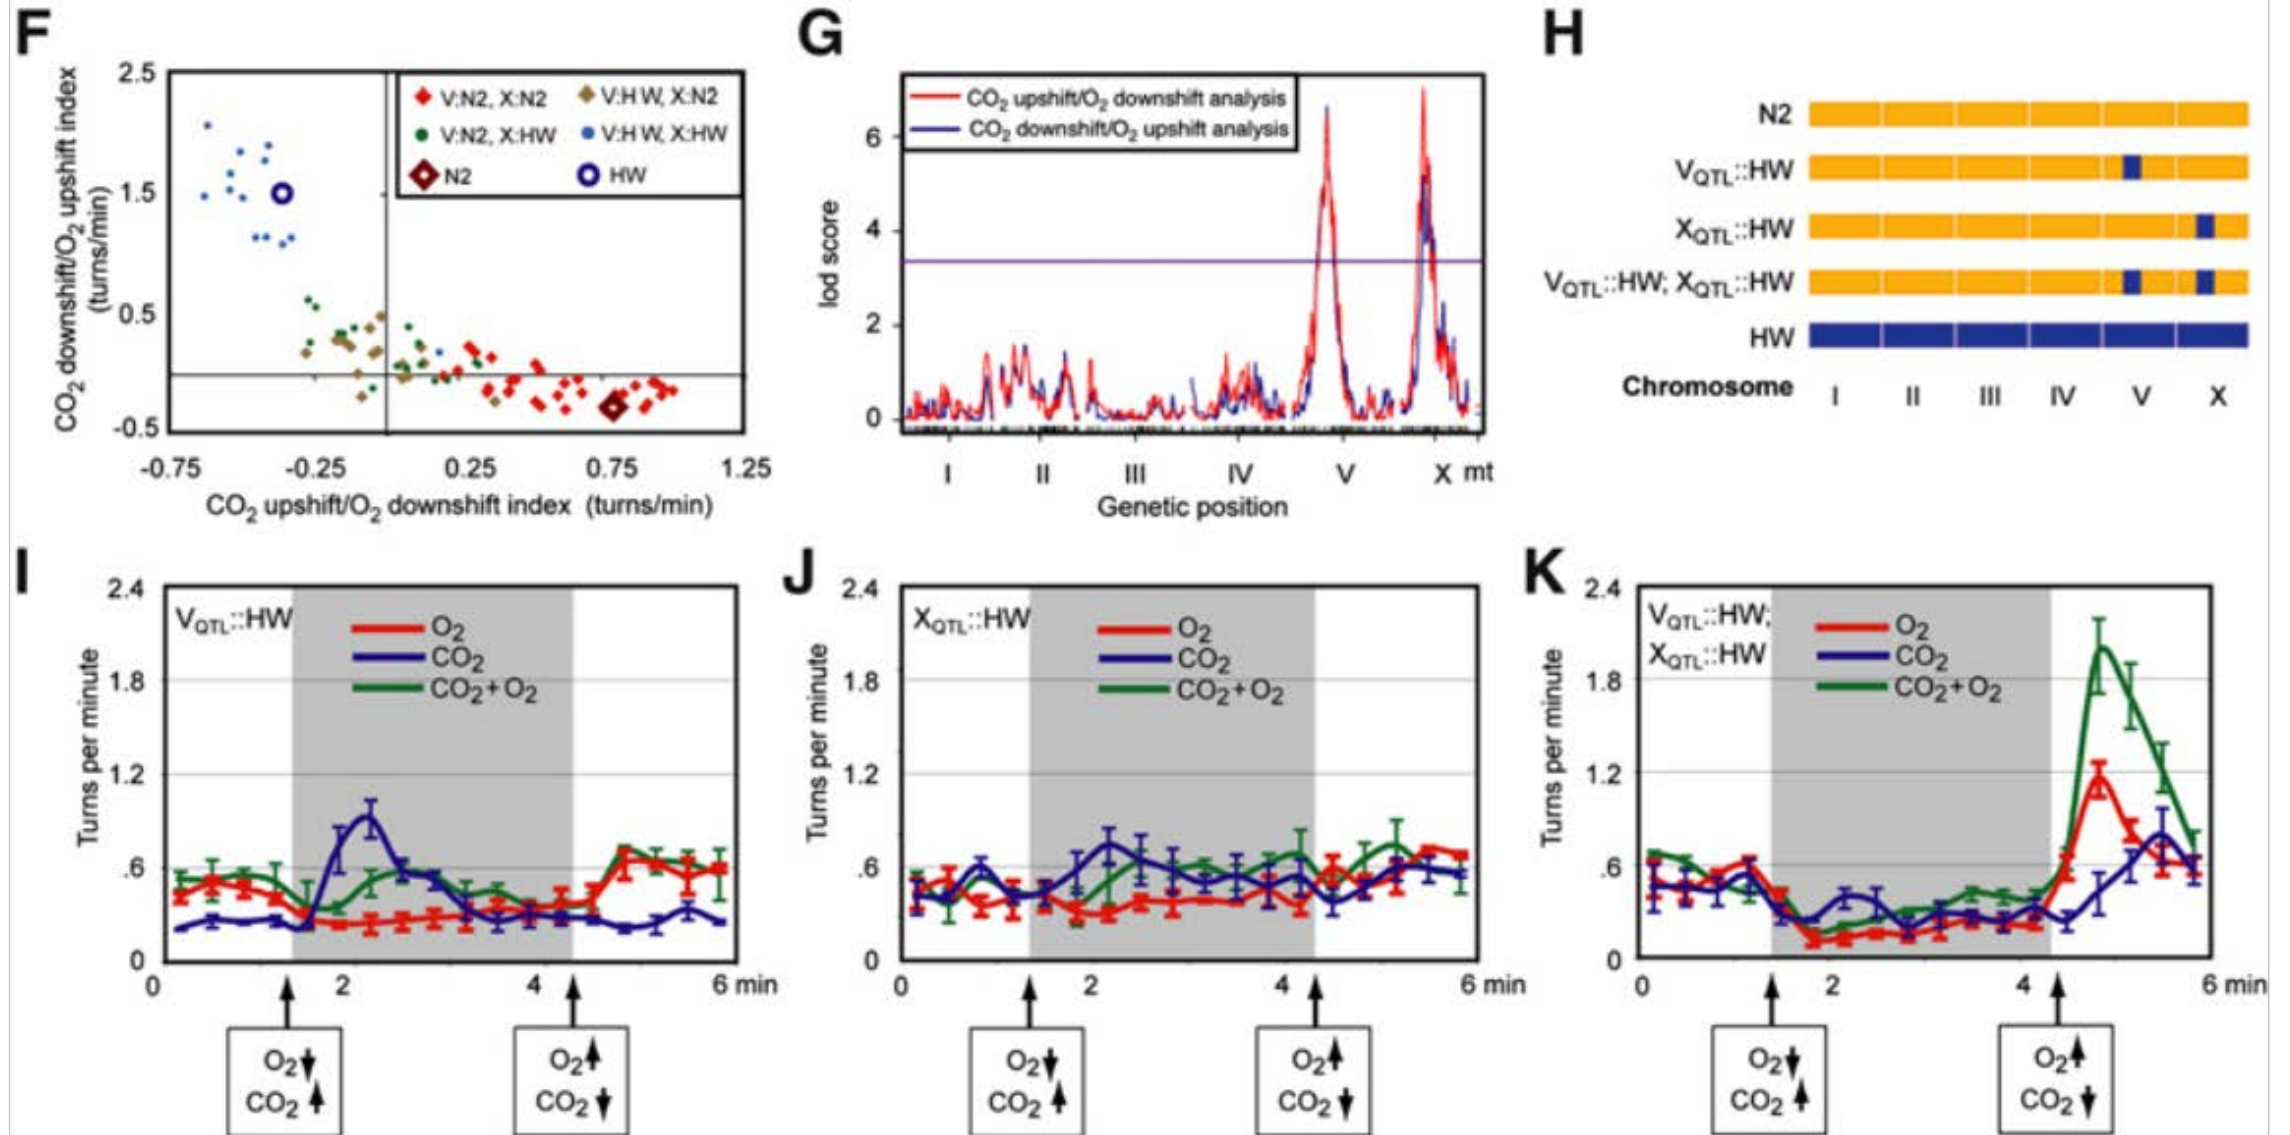 F
CO2 downshift/O2 upshift index
(turns/min)
2.5
1.5
0.5
-0.5
V:N2, X:N2
V:HW, X:N2
V:N2, X:HW
V:HW, X:HW
N2
HW
-0.75 -0.25 0.25 0.75 1.25
CO2 upshift/O2 downshift index (turns/min)
G
lod score
6
4
2
0
CO2 upshift/O2 downshift analysis
CO2 downshift/O2 upshift analysis
I II III IV V X mt
Genetic position
H
N2
VQTL::HW
XQTL::HW
VQTL::HW; XQTL::HW
HW
Chromosome I II III IV V X
I
Turns per minute
2.4
1.8
1.2
.6
0
VQTL::HW
O2
CO2
CO2+O2
0 2 4 6 min
O2
CO2
O2
CO2
J
Turns per minute
2.4
1.8
1.2
.6
0
XQTL::HW
O2
CO2
CO2+O2
0 2 4 6 min
O2
CO2
O2
CO2
K
Turns per minute
2.4
1.8
1.2
.6
0
VQTL::HW;
XQTL::HW
O2
CO2
CO2+O2
0 2 4 6 min
O2
CO2
O2
CO2